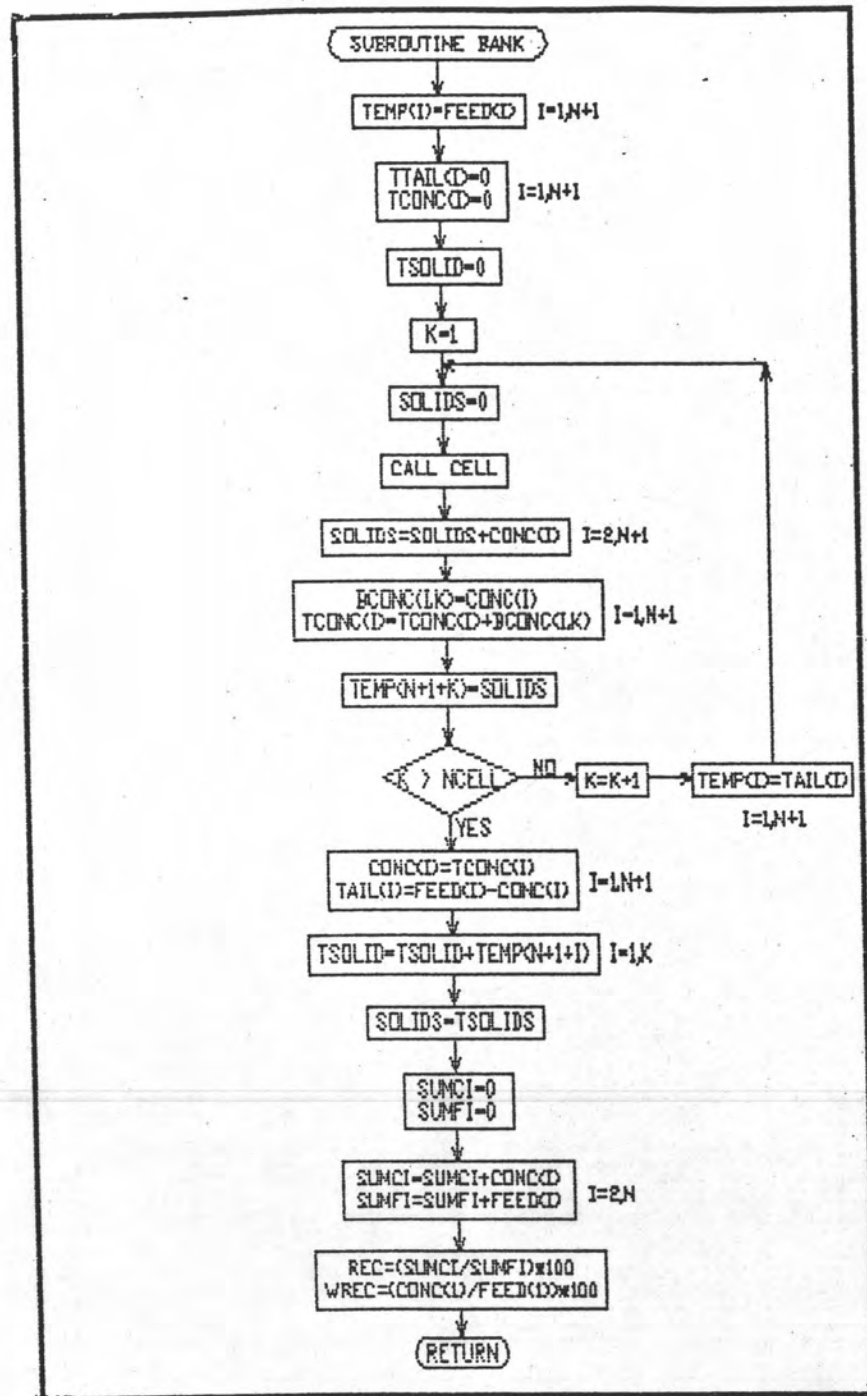 SUBROUTINE BANK
TEMP(I)=FEED(I) I=1,N+1
TTAIL(I)=0
TCONC(I)=0 I=1,N+1
TSOLID=0
K=1
SOLIDS=0
CALL CELL
SOLIDS=SOLIDS+CONC(I) I=2,N+1
BCONC(I,K)=CONC(I)
TCONC(I)=TCONC(I)+BCONC(I,K) I=1,N+1
TEMP(N+1+K)=SOLIDS
K > NCELL NO K=K+1 TEMP(I)=TAIL(I)
I=1,N+1
YES
CONC(I)=TCONC(I)
TAIL(I)=FEED(I)-CONC(I) I=1,N+1
TSOLID=TSOLID+TEMP(N+1+I) I=1,K
SOLIDS=TSOLIDS
SUMCI=0
SUMFI=0
SUMCI=SUMCI+CONC(I)
SUMFI=SUMFI+FEED(I) I=2,N
REC=(SUMCI/SUMFI)*100
WREC=(CONC(1)/FEED(1))*100
RETURN